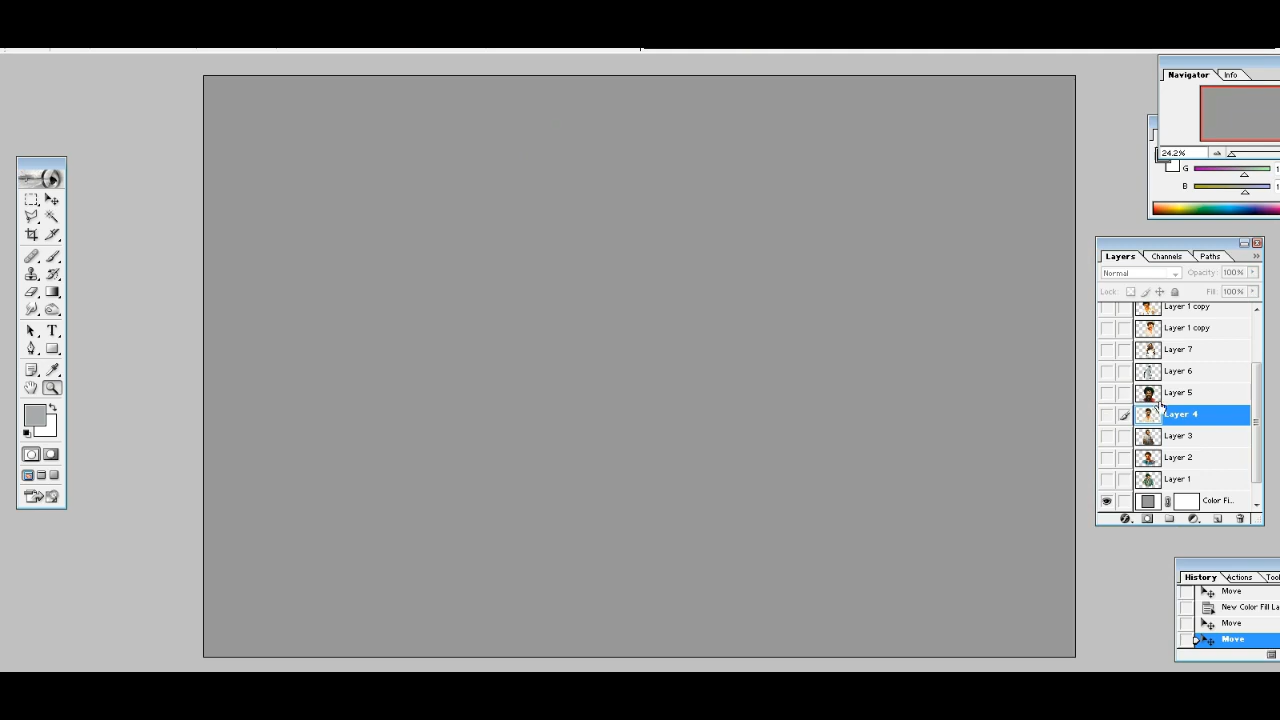 Navigator
Info
24.2%
G
B
Layers
Channels
Paths
Normal
Opacity: 100%
Lock:
Fill: 100%
Layer 1 copy
Layer 1 copy
Layer 7
Layer 6
Layer 5
Layer 4
Layer 3
Layer 2
Layer 1
Color Fi...
History
Actions
Move
New Color Fill La
Move
Move
T